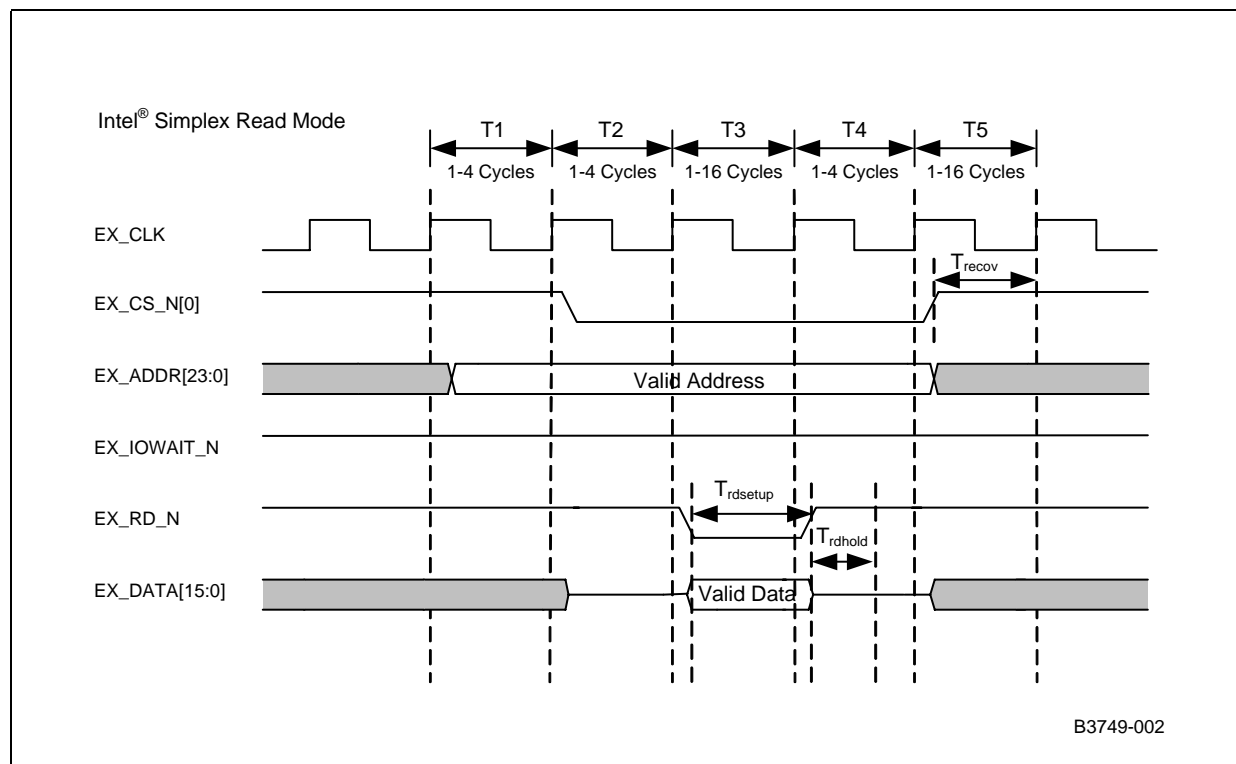 Intel® Simplex Read Mode
T1 T2 T3 T4 T5
1-4 Cycles 1-4 Cycles 1-16 Cycles 1-4 Cycles 1-16 Cycles
EX_CLK
Trecov
EX_CS_N[0]
EX_ADDR[23:0] Valid Address
EX_IOWAIT_N
Trdsetup
EX_RD_N
Trdhold
EX_DATA[15:0] Valid Data
B3749-002